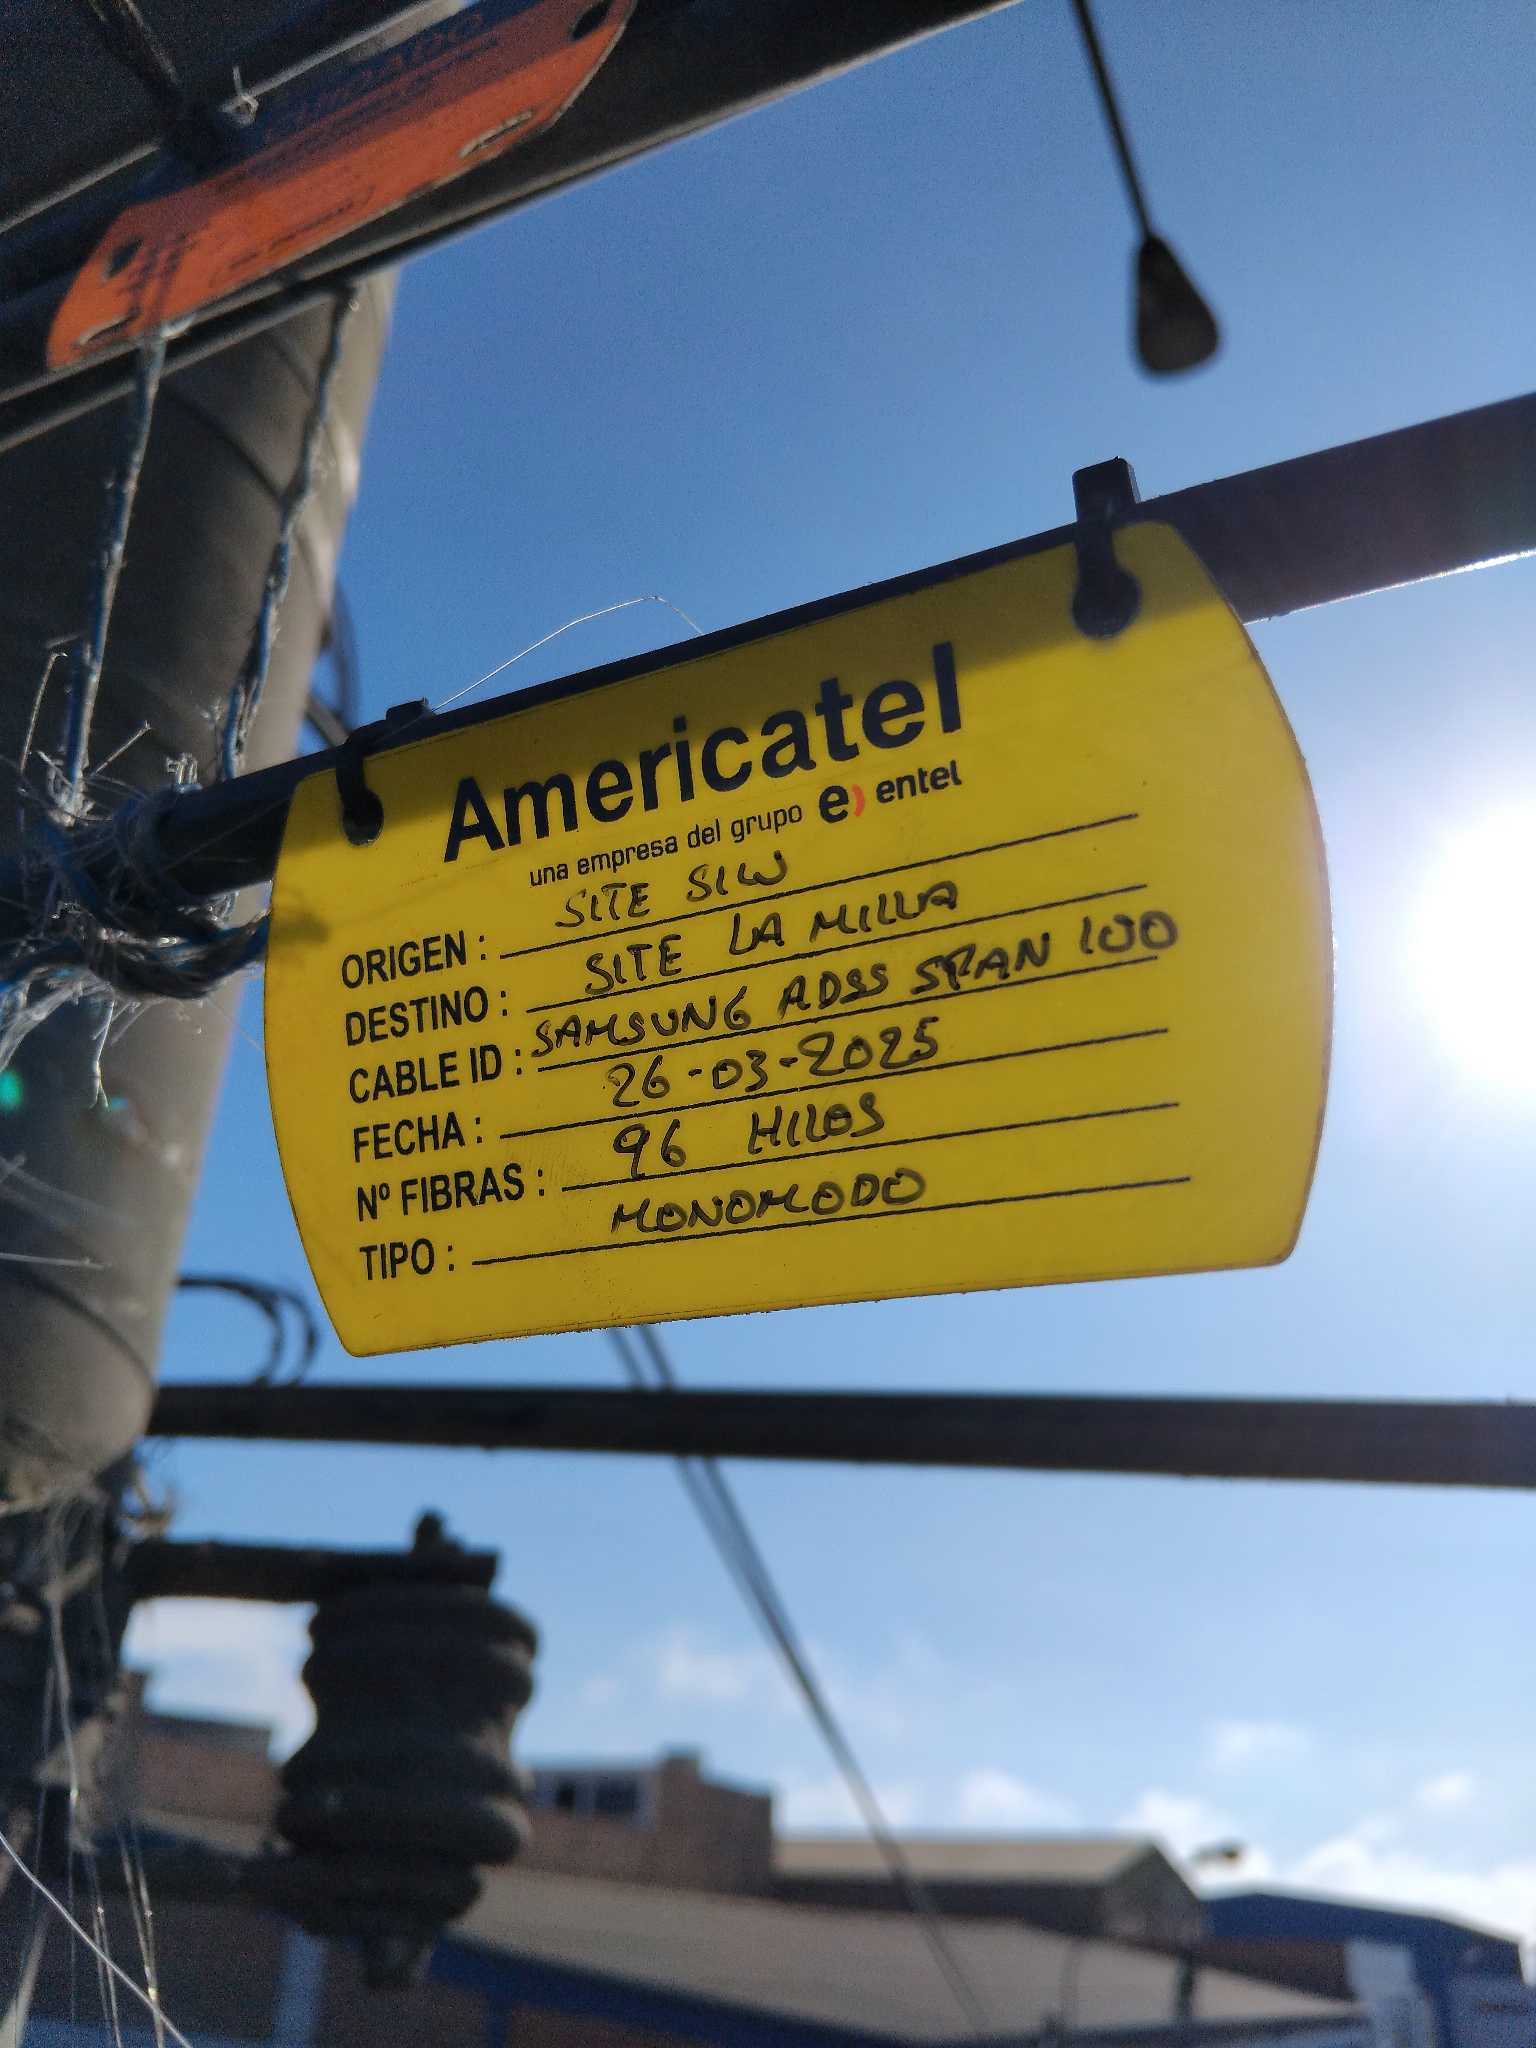 CUIDADO
Americatel
una empresa del grupo e) entel
ORIGEN : SITE SIW
DESTINO : SITE LA MILLA
CABLE ID : SAMSUNG ADSS SPAN 100
FECHA : 26-03-2025
Nº FIBRAS : 96 HILOS
TIPO : MONOMODO